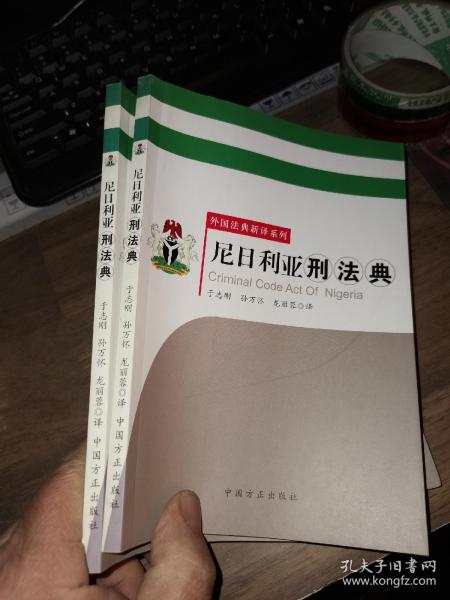 外国法典新译系列
尼日利亚刑法典
Criminal Code Act Of Nigeria
于志刚 孙万怀 龙丽蓉◎译
中国方正出版社
尼日利亚刑法典
于志刚 孙万怀 龙丽蓉◎译
中国方正出版社
尼日利亚刑法典
于志刚 孙万怀 龙丽蓉◎译
中国方正出版社
孔夫子旧书网
www.kongfz.com